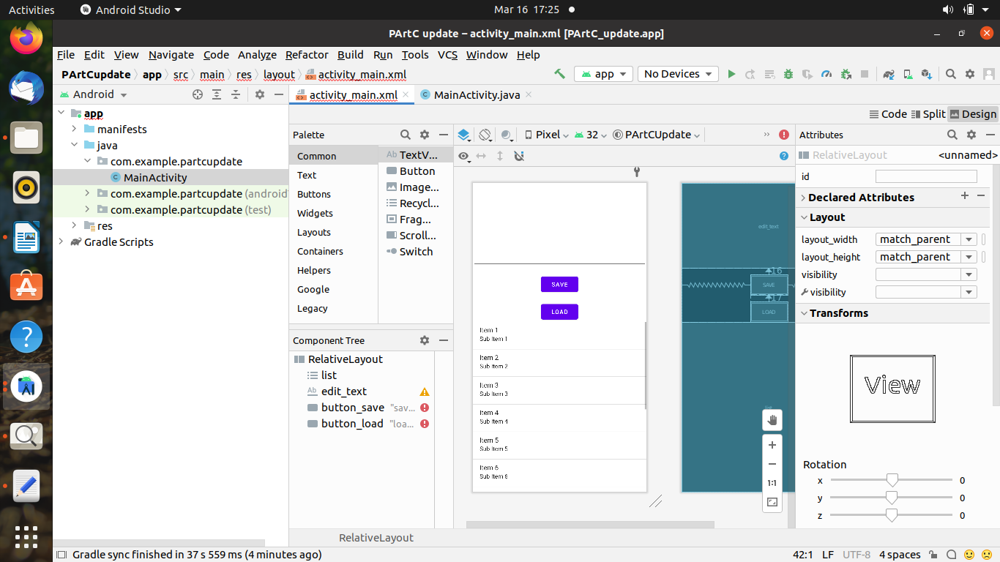 Activities Android Studio Mar 16 17:25
PArtC update – activity_main.xml [PArtC_update.app]
File Edit View Navigate Code Analyze Refactor Build Run Tools VCS Window Help
PArtCupdate app src main res layout activity_main.xml app No Devices
Android
activity_main.xml MainActivity.java
app
manifests
java
com.example.partcupdate
MainActivity
com.example.partcupdate (android
com.example.partcupdate (test)
res
Gradle Scripts
Code Split Design
Palette
Common
Text
Buttons
Widgets
Layouts
Containers
Helpers
Google
Legacy
Ab TextV...
Button
Image...
Recycl...
Frag...
Scroll...
Switch
Component Tree
RelativeLayout
list
Ab edit_text
button_save "sav...
button_load "loa...
Pixel 32 PArtCUpdate
SAVE
LOAD
Item 1
Sub Item 1
Item 2
Sub Item 2
Item 3
Sub Item 3
Item 4
Sub Item 4
Item 5
Sub Item 5
Item 6
Sub Item 6
edit_text
16
SAVE
17
LOAD
list
1:1
Attributes
RelativeLayout <unnamed>
id
Declared Attributes
Layout
layout_width match_parent
layout_height match_parent
visibility
visibility
Transforms
View
Rotation
x 0
y 0
z 0
RelativeLayout
Gradle sync finished in 37 s 559 ms (4 minutes ago) 42:1 LF UTF-8 4 spaces